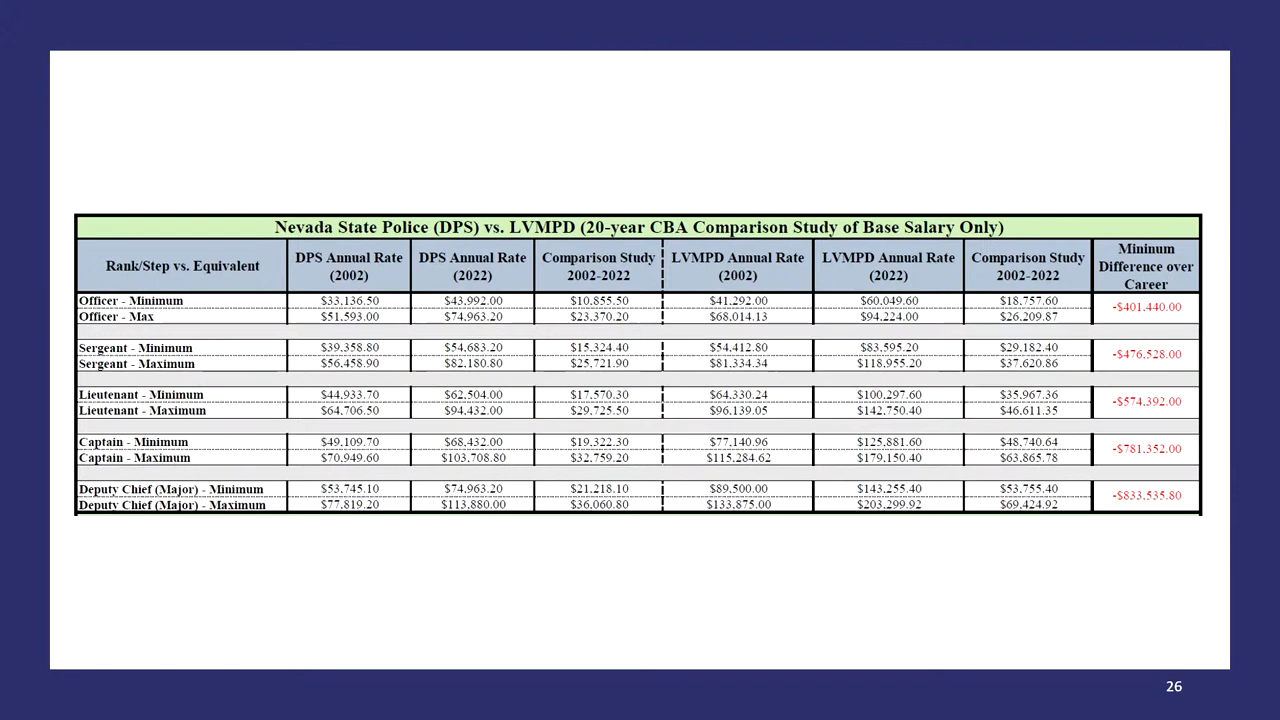 Nevada State Police (DPS) vs. LVMPD (20-year CBA Comparison Study of Base Salary Only)
Rank/Step vs. Equivalent DPS Annual Rate (2002) DPS Annual Rate (2022) Comparison Study 2002-2022 LVMPD Annual Rate (2002) LVMPD Annual Rate (2022) Comparison Study 2002-2022 Mininum Difference over Career
Officer - Minimum $33,136.50 $43,992.00 $10,855.50 $41,292.00 $60,049.60 $18,757.60 -$401,440.00
Officer - Max $51,593.00 $74,963.20 $23,370.20 $68,014.13 $94,224.00 $26,209.87
Sergeant - Minimum $39,358.80 $54,683.20 $15,324.40 $54,412.80 $83,595.20 $29,182.40 -$476,528.00
Sergeant - Maximum $56,458.90 $82,180.80 $25,721.90 $81,334.34 $118,955.20 $37,620.86
Lieutenant - Minimum $44,933.70 $62,504.00 $17,570.30 $64,330.24 $100,297.60 $35,967.36 -$574,392.00
Lieutenant - Maximum $64,706.50 $94,432.00 $29,725.50 $96,139.05 $142,750.40 $46,611.35
Captain - Minimum $49,109.70 $68,432.00 $19,322.30 $77,140.96 $125,881.60 $48,740.64 -$781,352.00
Captain - Maximum $70,949.60 $103,708.80 $32,759.20 $115,284.62 $179,150.40 $63,865.78
Deputy Chief (Major) - Minimum $53,745.10 $74,963.20 $21,218.10 $89,500.00 $143,255.40 $53,755.40 -$833,535.80
Deputy Chief (Major) - Maximum $77,819.20 $113,880.00 $36,060.80 $133,875.00 $203,299.92 $69,424.92
26